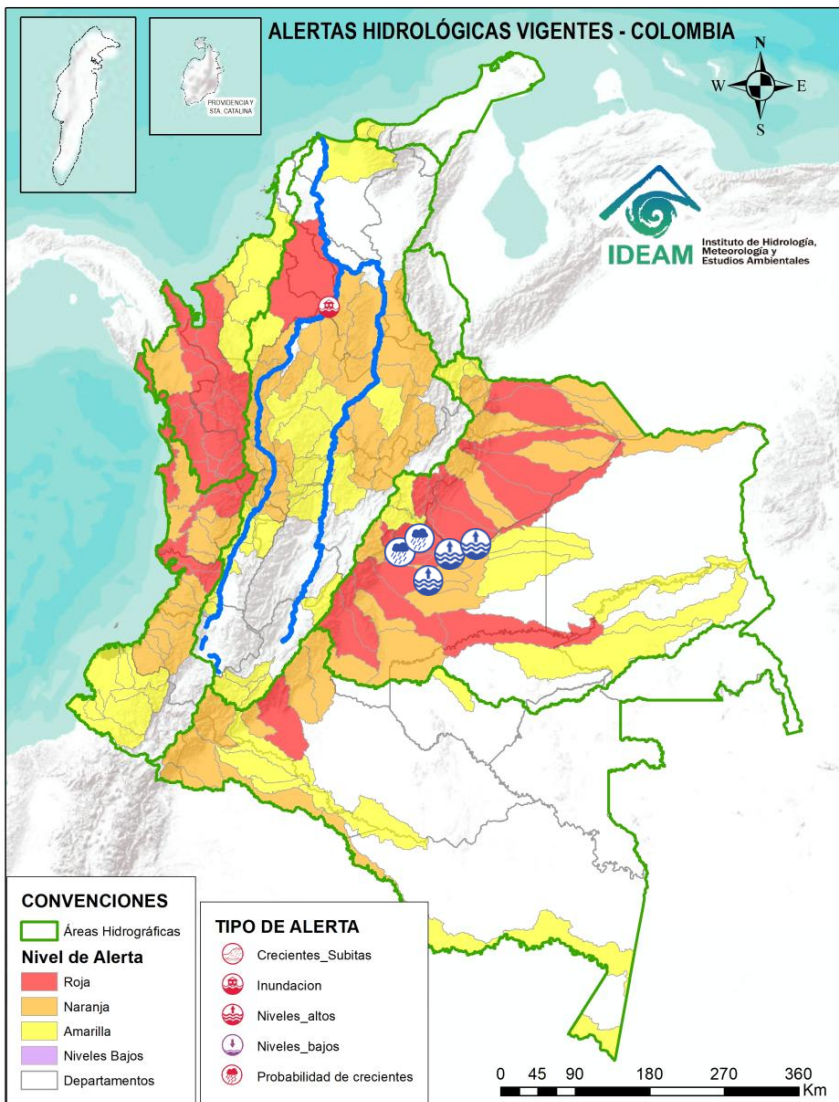 ALERTAS HIDROLÓGICAS VIGENTES - COLOMBIA
PROVIDENCIA Y
STA. CATALINA
N
W
E
S
IDEAM
Instituto de Hidrología,
Meteorología y
Estudios Ambientales
CONVENCIONES
Áreas Hidrográficas
Nivel de Alerta
Roja
Naranja
Amarilla
Niveles Bajos
Departamentos
TIPO DE ALERTA
Crecientes_Subitas
Inundacion
Niveles_altos
Niveles_bajos
Probabilidad de crecientes
0 45 90 180 270 360
Km